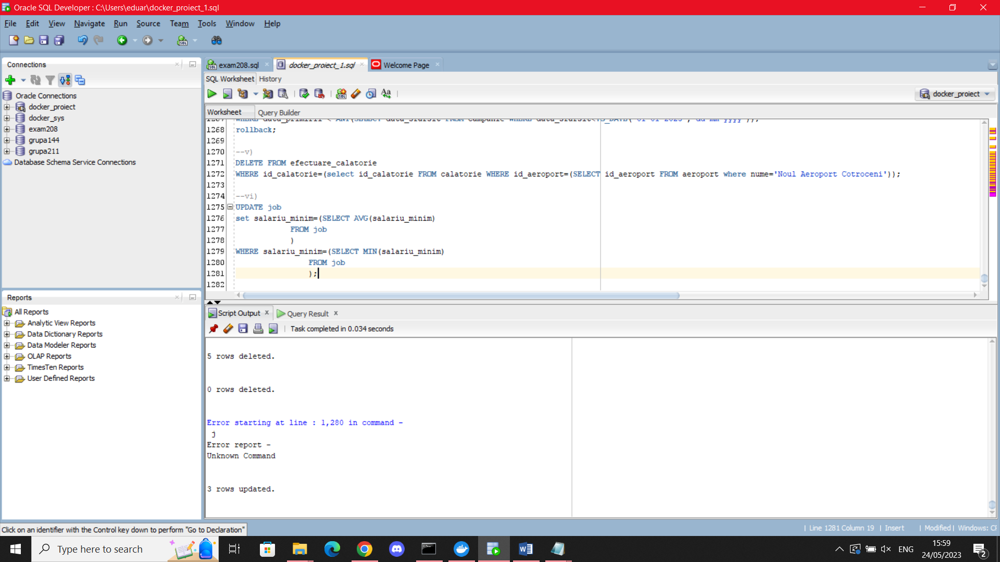 Oracle SQL Developer : C:\Users\eduar\docker_proiect_1.sql
File Edit View Navigate Run Source Team Tools Window Help
Connections
Oracle Connections
docker_proiect
docker_sys
exam208
grupa144
grupa211
Database Schema Service Connections
Reports
All Reports
Analytic View Reports
Data Dictionary Reports
Data Modeler Reports
OLAP Reports
TimesTen Reports
User Defined Reports
exam208.sql docker_proiect_1.sql Welcome Page
SQL Worksheet History
docker_proiect
Worksheet Query Builder
1268 rollback;
1269
1270 --v)
1271 DELETE FROM efectuare_calatorie
1272 WHERE id_calatorie=(select id_calatorie FROM calatorie WHERE id_aeroport=(SELECT id_aeroport FROM aeroport where nume='Noul Aeroport Cotroceni'));
1273
1274 --vi)
1275 UPDATE job
1276 set salariu_minim=(SELECT AVG(salariu_minim)
1277 FROM job
1278 )
1279 WHERE salariu_minim=(SELECT MIN(salariu_minim)
1280 FROM job
1281 );
1282
Script Output Query Result
Task completed in 0.034 seconds
5 rows deleted.
0 rows deleted.
Error starting at line : 1,280 in command -
j
Error report -
Unknown Command
3 rows updated.
Click on an identifier with the Control key down to perform "Go to Declaration"
Line 1281 Column 19 | Insert | Modified | Windows:
Type here to search
ENG
15:59
24/05/2023
2